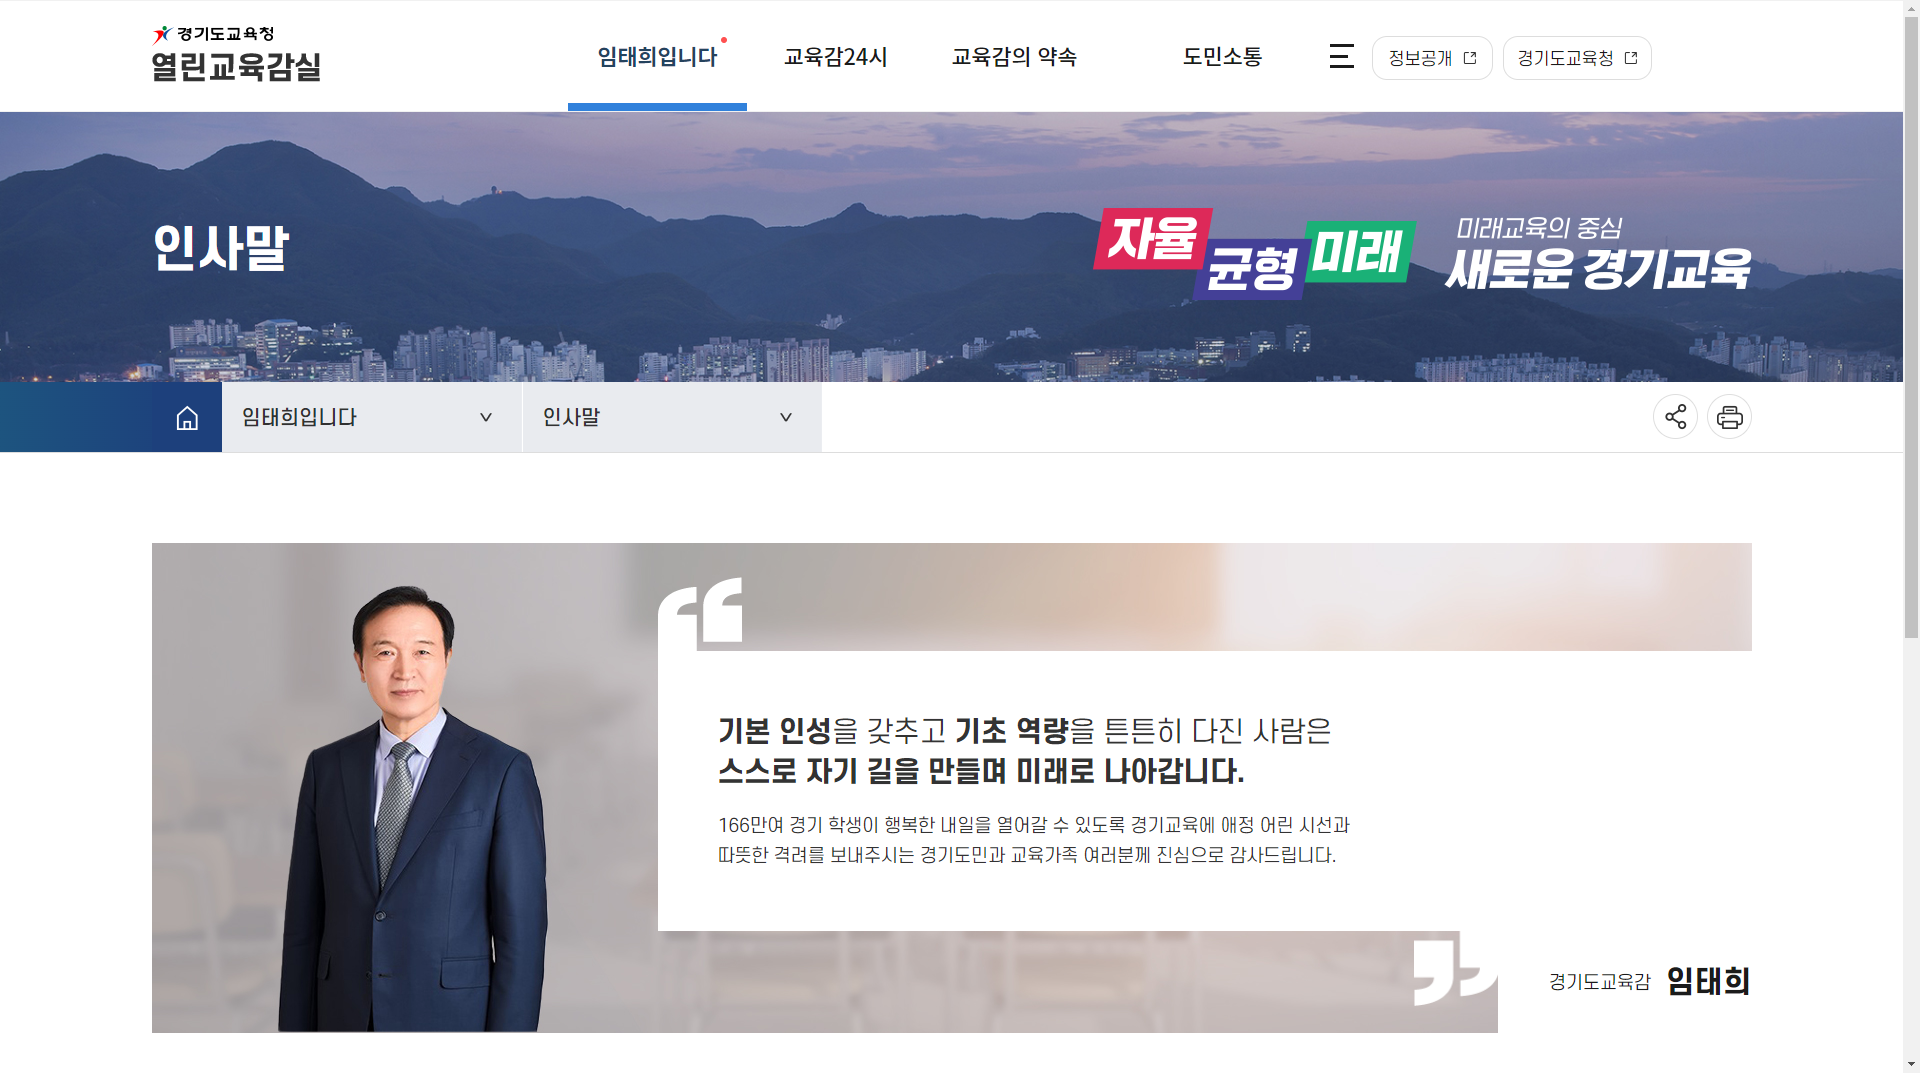 경기도교육청
열린교육감실
임태희입니다
교육감24시
교육감의 약속
도민소통
정보공개
경기도교육청
인사말
자율
균형
미래
미래교육의 중심
새로운 경기교육
임태희입니다
인사말
기본 인성을 갖추고 기초 역량을 튼튼히 다진 사람은
스스로 자기 길을 만들며 미래로 나아갑니다.
166만여 경기 학생이 행복한 내일을 열어갈 수 있도록 경기교육에 애정 어린 시선과
따뜻한 격려를 보내주시는 경기도민과 교육가족 여러분께 진심으로 감사드립니다.
경기도교육감 임태희